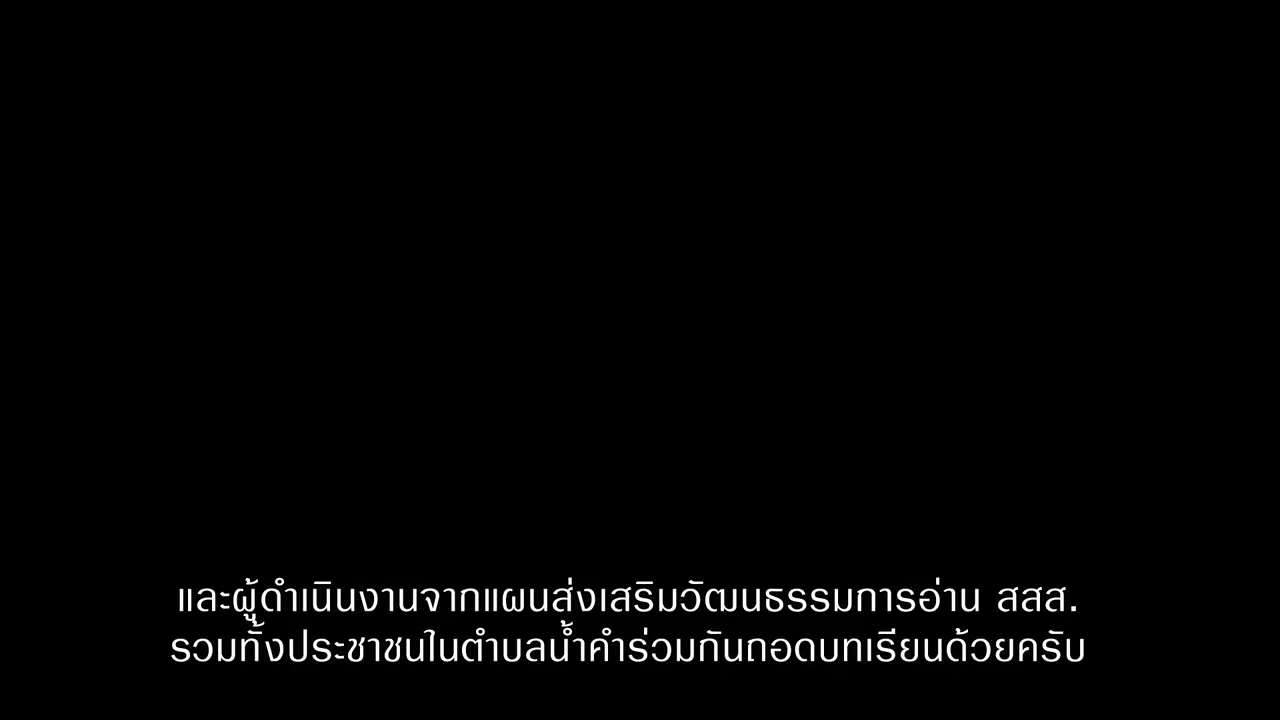 และผู้ดำเนินงานจากแผนส่งเสริมวัฒนธรรมการอ่าน สสส.
รวมทั้งประชาชนในตำบลน้ำคำร่วมกันถอดบทเรียนด้วยครับ